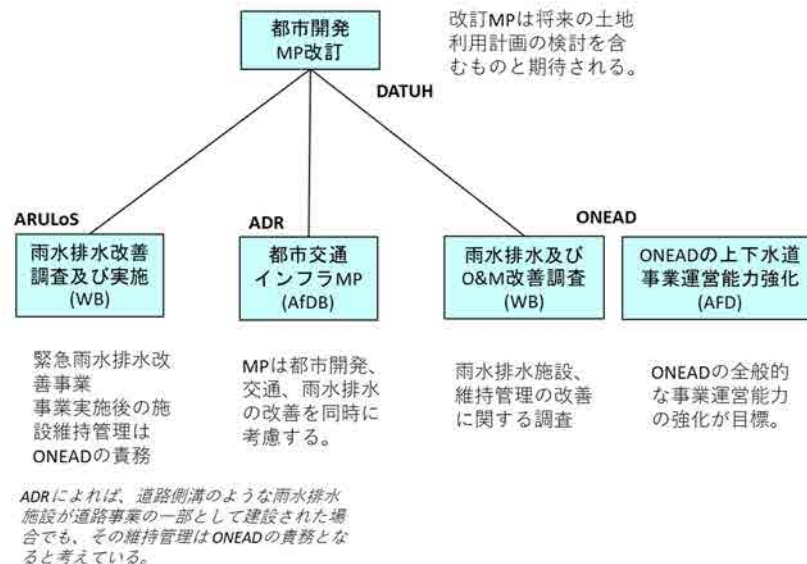 都市開発
MP改訂
改訂MPは将来の土地
利用計画の検討を含
むものと期待される。
DATUH
ARULoS
ADR
ONEAD
雨水排水改善
調査及び実施
(WB)
都市交通
インフラMP
(AfDB)
雨水排水及び
O&M改善調査
(WB)
ONEADの上下水道
事業運営能力強化
(AFD)
緊急雨水排水改
善事業
事業実施後の施
設維持管理は
ONEADの責務
MPは都市開発、
交通、雨水排水
の改善を同時に
考慮する。
雨水排水施設、
維持管理の改善
に関する調査
ONEADの全般的
な事業運営能力
の強化が目標。
ADRによれば、道路側溝のような雨水排水
施設が道路事業の一部として建設された場
合でも、その維持管理はONEADの責務とな
ると考えている。